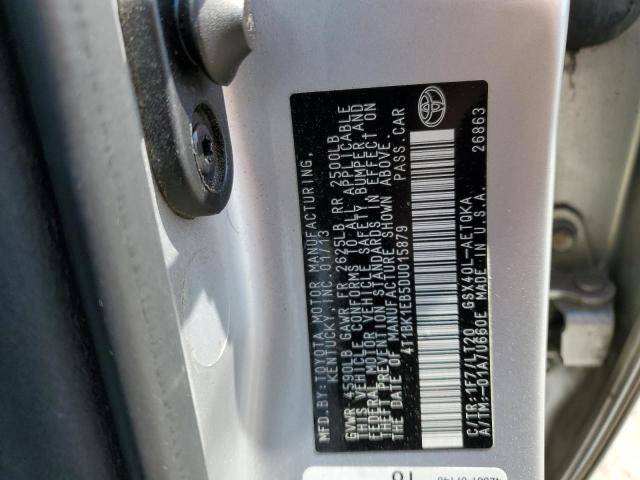 MFD.BY: TOYOTA MOTOR MANUFACTURING,
KENTUCKY, INC. 01/13
GVWR 4590LB GAWR FR 2625LB RR 2500LB
THIS VEHICLE CONFORMS TO ALL APPLICABLE
FEDERAL MOTOR VEHICLE SAFETY, BUMPER, AND
THEFT PREVENTION STANDARDS IN EFFECT ON
THE DATE OF MANUFACTURE SHOWN ABOVE.
4T1BK1EB5DU015879 PASS.CAR
C/TR:1F7/LT20 GSX40L-AETQKA
A/TM:-01A/U660E MADE IN U.S.A. 26863